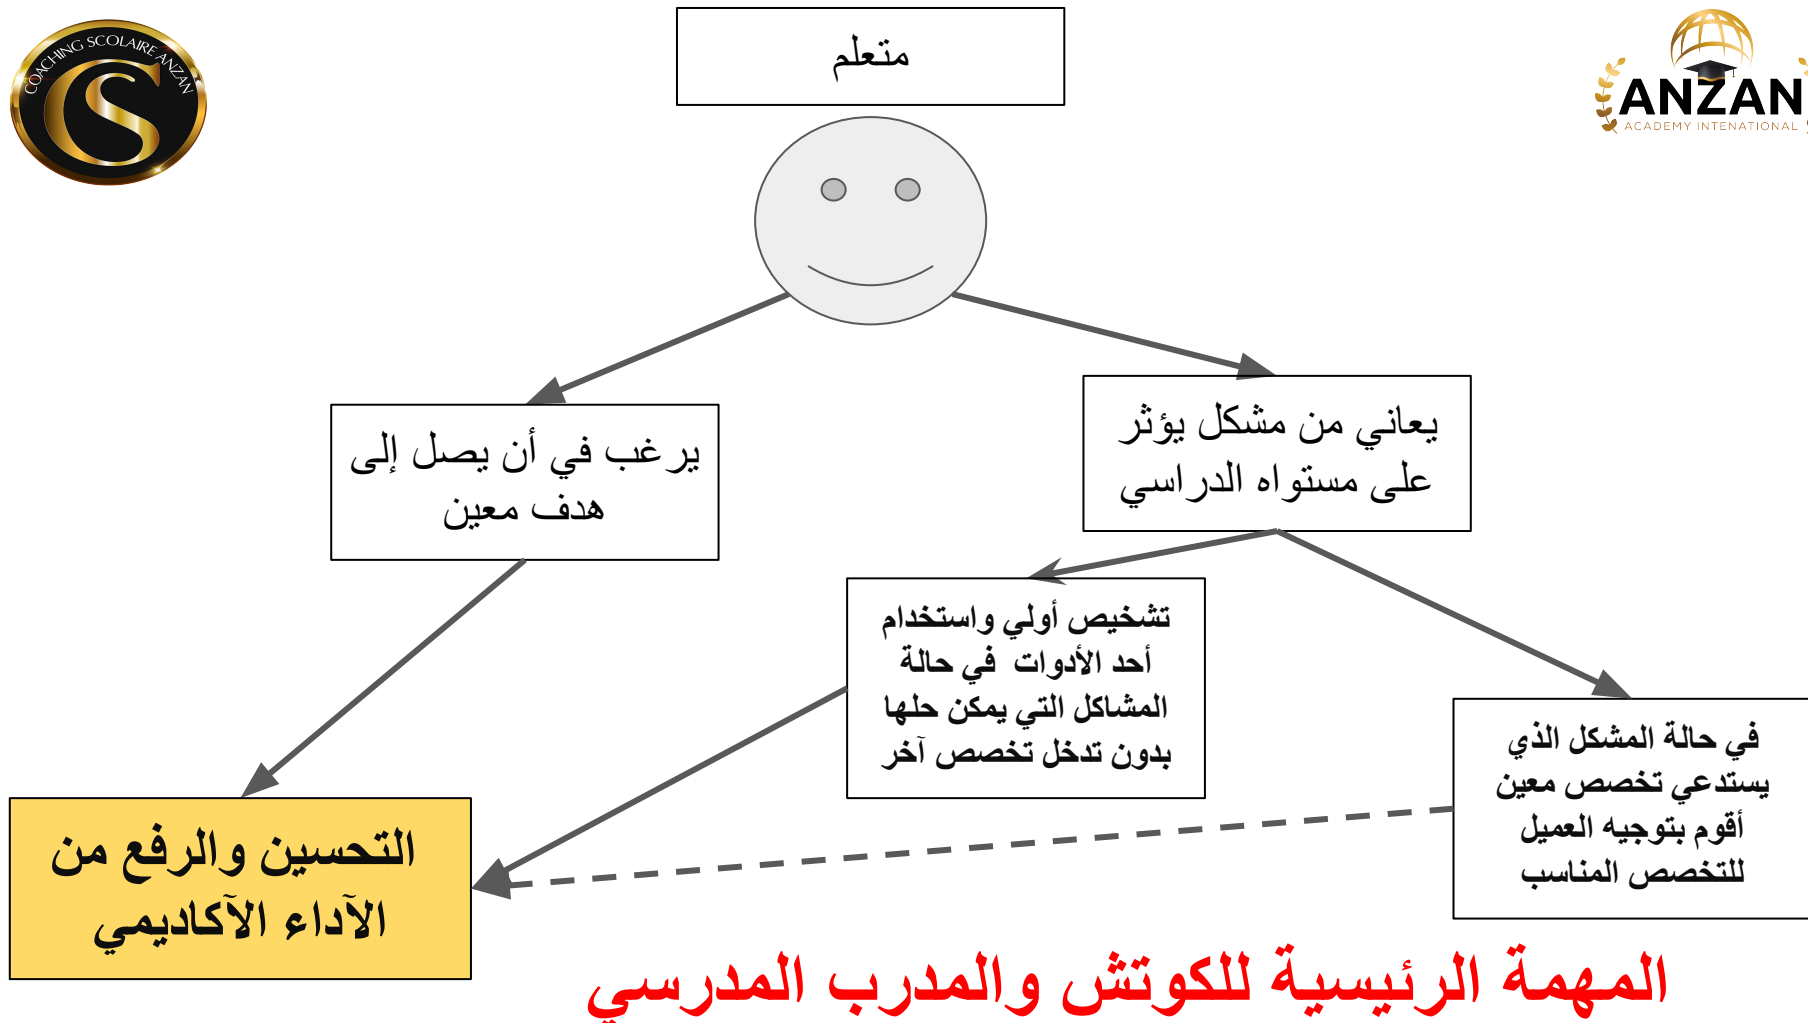 COACHING SCOLAIRE ANZAN
CS
متعلم
ANZAN
ACADEMY INTENATIONAL
يعاني من مشكل يؤثر
على مستواه الدراسي
يرغب في أن يصل إلى
هدف معين
تشخيص أولي واستخدام
أحد الأدوات في حالة
المشاكل التي يمكن حلها
بدون تدخل تخصص آخر
في حالة المشكل الذي
يستدعي تخصص معين
أقوم بتوجيه العميل
للتخصص المناسب
التحسين والرفع من
الآداء الآكاديمي
المهمة الرئيسية للكوتش والمدرب المدرسي